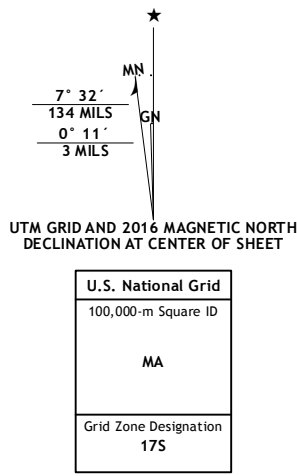 MN
7° 32´
GN
134 MILS
0° 11´
3 MILS
UTM GRID AND 2016 MAGNETIC NORTH
DECLINATION AT CENTER OF SHEET
U.S. National Grid
100,000-m Square ID
MA
Grid Zone Designation
17S